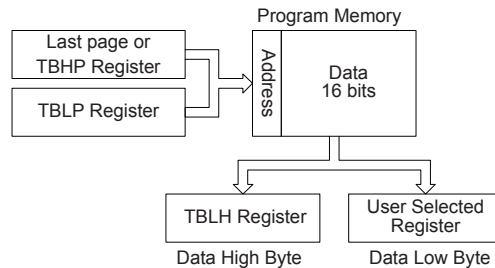 Program Memory
Last page or
TBHP Register
TBLP Register
Address
Data
16 bits
TBLH Register
User Selected
Register
Data High Byte
Data Low Byte